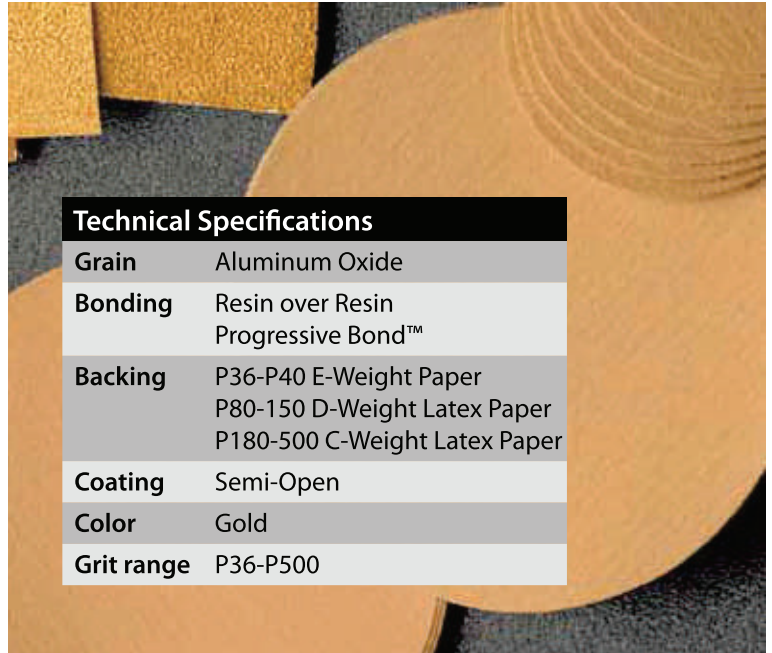 Technical Specifications
Grain Aluminum Oxide
Bonding Resin over Resin
Progressive Bond™
Backing P36-P40 E-Weight Paper
P80-150 D-Weight Latex Paper
P180-500 C-Weight Latex Paper
Coating Semi-Open
Color Gold
Grit range P36-P500